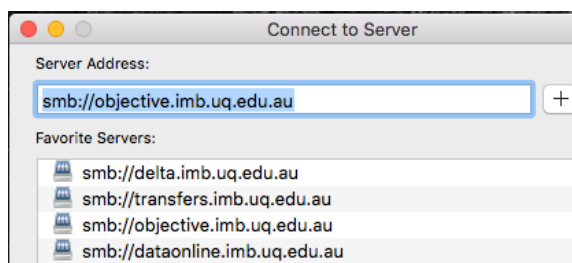 Connect to Server
Server Address:
smb://objective.imb.uq.edu.au
+
Favorite Servers:
smb://delta.imb.uq.edu.au
smb://transfers.imb.uq.edu.au
smb://objective.imb.uq.edu.au
smb://dataonline.imb.uq.edu.au